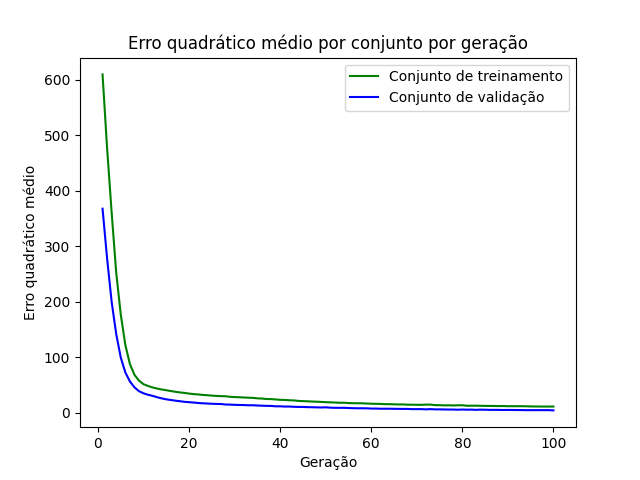 Erro quadrático médio por conjunto por geração
Conjunto de treinamento
Conjunto de validação
Erro quadrático médio
600
500
400
300
200
100
0
0 20 40 60 80 100
Geração